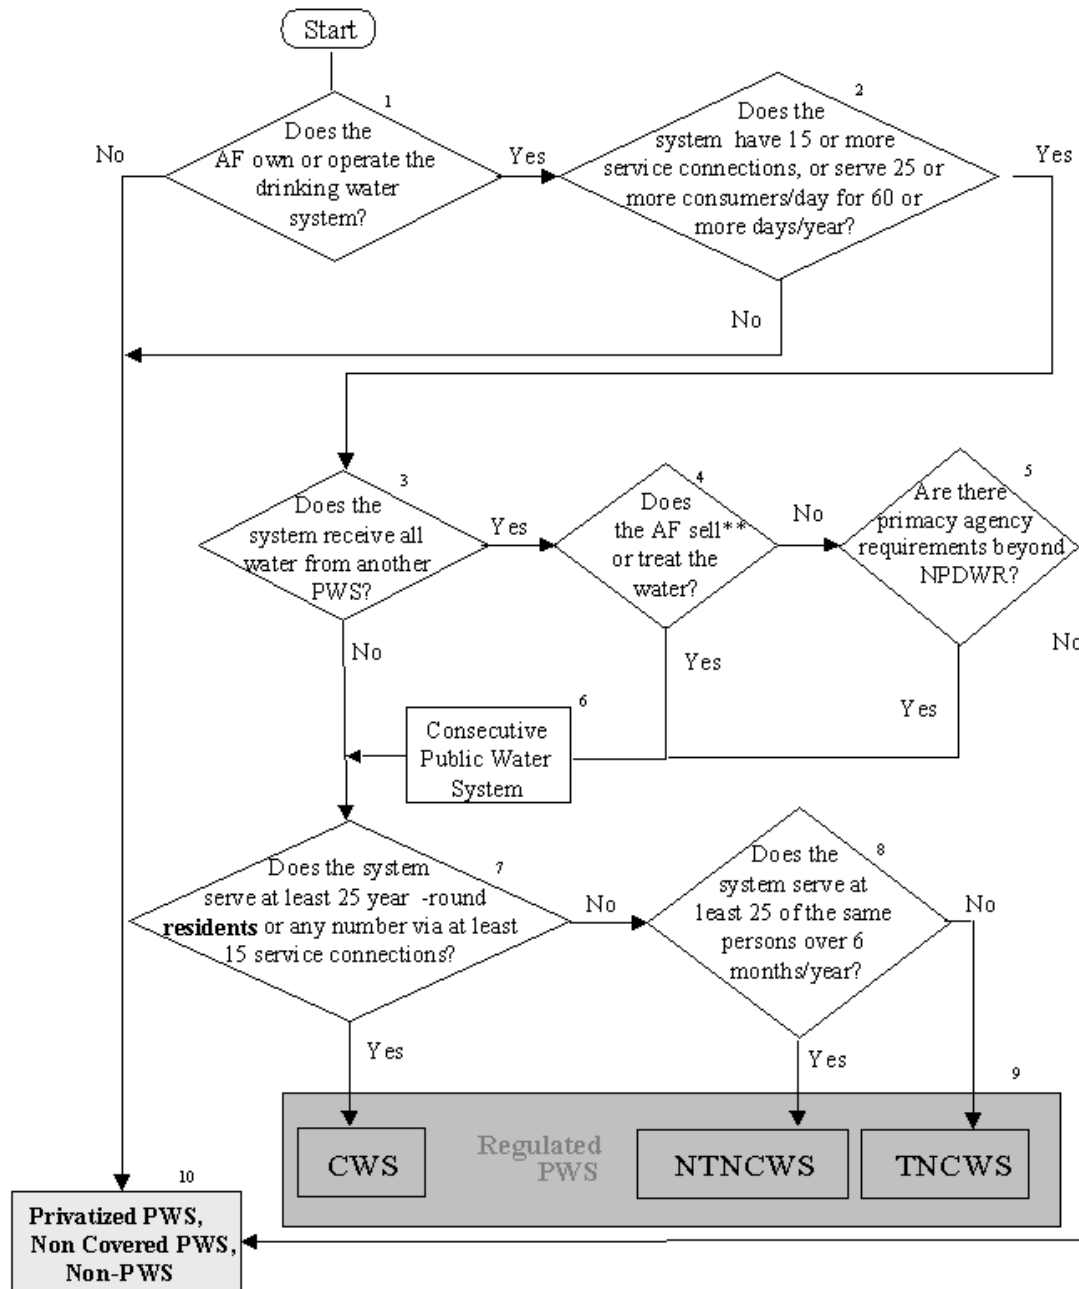 Start
1
Does the
AF own or operate the
drinking water
system?
No
Yes
2
Does the
system have 15 or more
service connections, or serve 25 or
more consumers/day for 60 or
more days/year?
Yes
No
3
Does the
system receive all
water from another
PWS?
Yes
No
4
Does
the AF sell**
or treat the
water?
No
Yes
5
Are there
primacy agency
requirements beyond
NPDWR?
No
Yes
6
Consecutive
Public Water
System
7
Does the system
serve at least 25 year -round
residents or any number via at least
15 service connections?
No
Yes
8
Does the
system serve at
least 25 of the same
persons over 6
months/year?
No
Yes
9
Regulated
PWS
CWS
NTNCWS
TNCWS
10
Privatized PWS,
Non Covered PWS,
Non-PWS